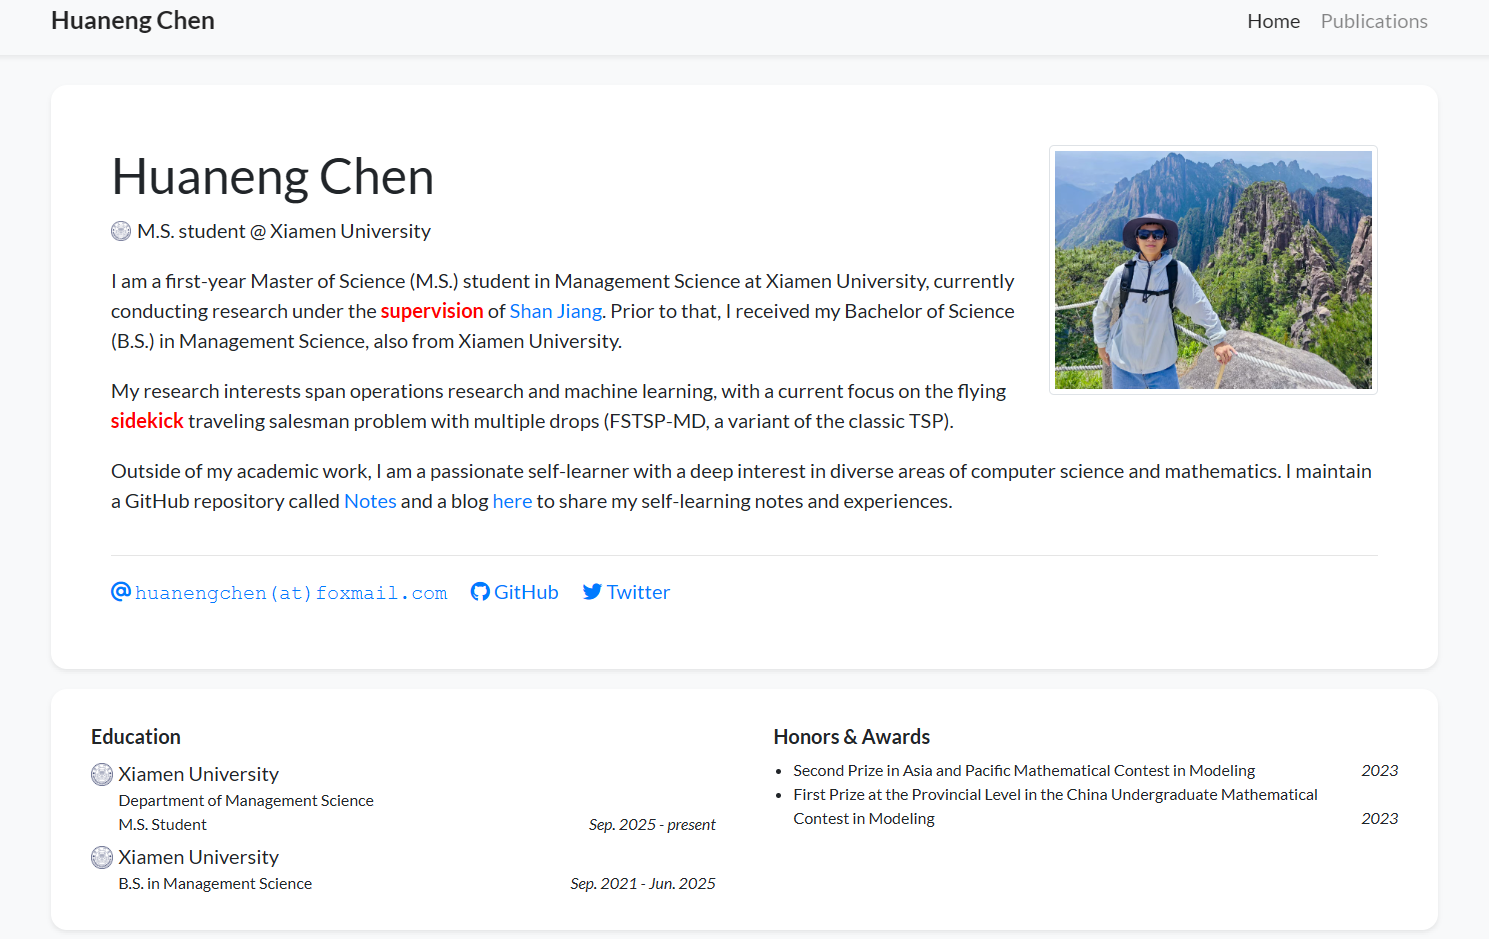 Huaneng Chen
Home Publications
Huaneng Chen
M.S. student @ Xiamen University
I am a first-year Master of Science (M.S.) student in Management Science at Xiamen University, currently
conducting research under the supervision of Shan Jiang. Prior to that, I received my Bachelor of Science
(B.S.) in Management Science, also from Xiamen University.
My research interests span operations research and machine learning, with a current focus on the flying
sidekick traveling salesman problem with multiple drops (FSTSP-MD, a variant of the classic TSP).
Outside of my academic work, I am a passionate self-learner with a deep interest in diverse areas of computer science and mathematics. I maintain
a GitHub repository called Notes and a blog here to share my self-learning notes and experiences.
huanengchen(at)foxmail.com GitHub Twitter
Education
Xiamen University
Department of Management Science
M.S. Student Sep. 2025 - present
Xiamen University
B.S. in Management Science Sep. 2021 - Jun. 2025
Honors & Awards
• Second Prize in Asia and Pacific Mathematical Contest in Modeling 2023
• First Prize at the Provincial Level in the China Undergraduate Mathematical
Contest in Modeling 2023